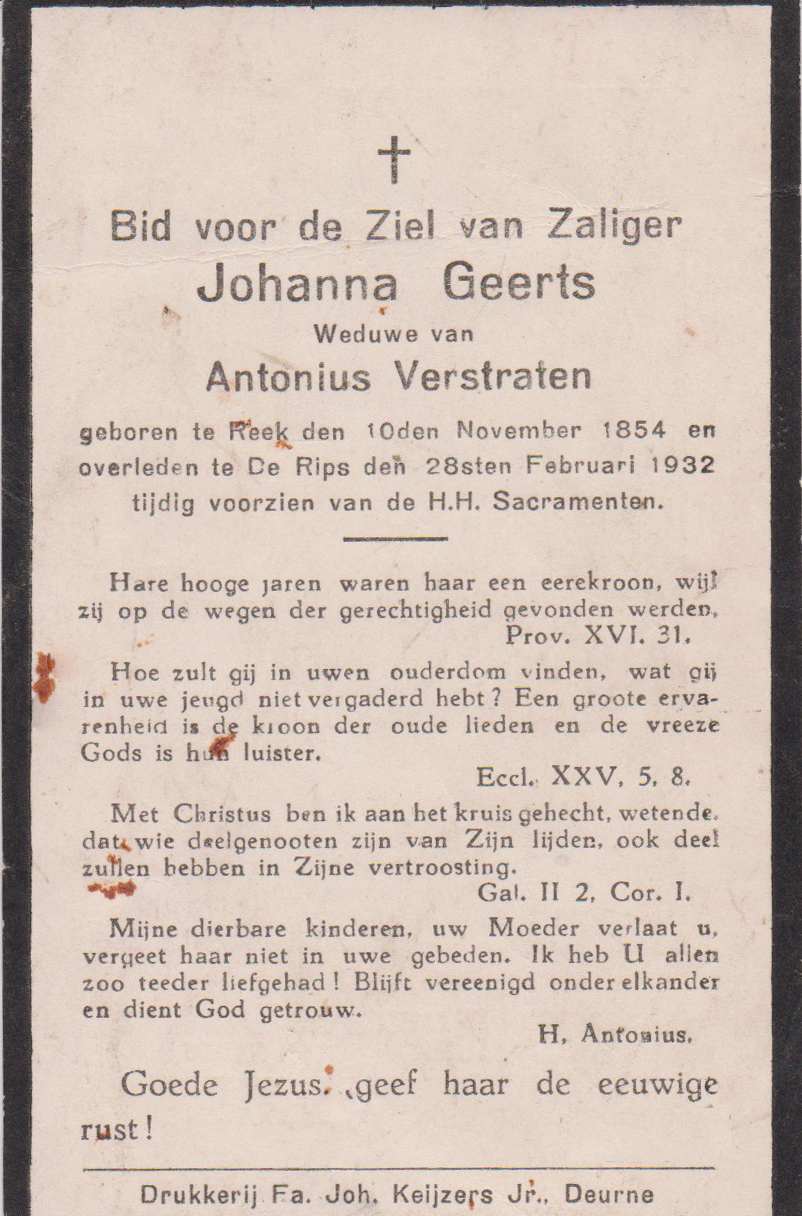 Bid voor de Ziel van Zaliger
Johanna Geerts
Weduwe van
Antonius Verstraten
geboren te Reek den 10den November 1854 en
overleden te De Rips den 28sten Februari 1932
tijdig voorzien van de H.H. Sacramenten.
Hare hooge jaren waren haar een eerekroon, wijl
zij op de wegen der gerechtigheid gevonden werden.
Prov. XVI. 31.
Hoe zult gij in uwen ouderdom vinden, wat gij
in uwe jeugd niet vergaderd hebt? Een groote erva-
renheid is de kroon der oude lieden en de vreeze
Gods is hun luister.
Eccl. XXV, 5, 8.
Met Christus ben ik aan het kruis gehecht, wetende.
dat wie deelgenooten zijn van Zijn lijden, ook deel
zullen hebben in Zijne vertroosting.
Gal. II 2, Cor. I.
Mijne dierbare kinderen, uw Moeder verlaat u,
vergeet haar niet in uwe gebeden. Ik heb U allen
zoo teeder liefgehad! Blijft vereenigd onder elkander
en dient God getrouw.
H. Antonius.
Goede Jezus. geef haar de eeuwige
rust!
Drukkerij Fa. Joh. Keijzers Jr., Deurne